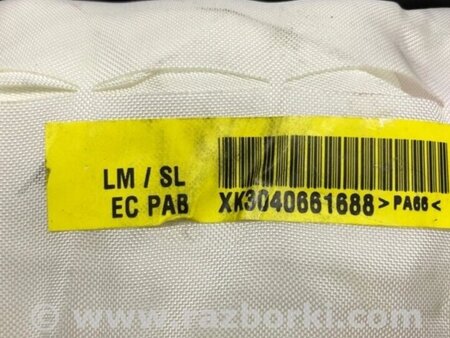 LM / SL
EC PAB XK3040661688 >PA66<
© www.razborki.com